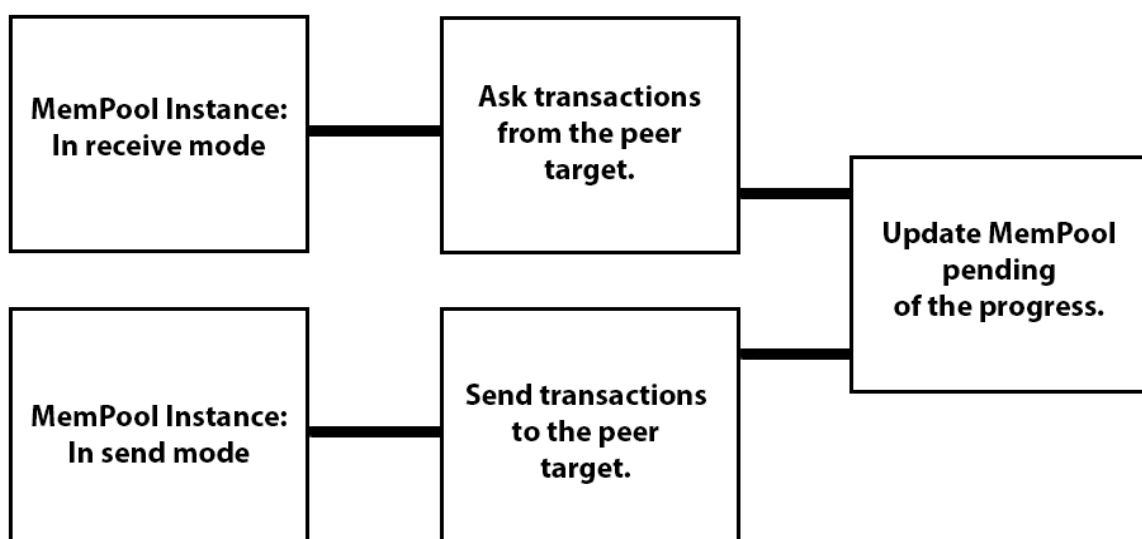 MemPool Instance:
In receive mode
Ask transactions
from the peer
target.
Update MemPool
pending
of the progress.
MemPool Instance:
In send mode
Send transactions
to the peer
target.